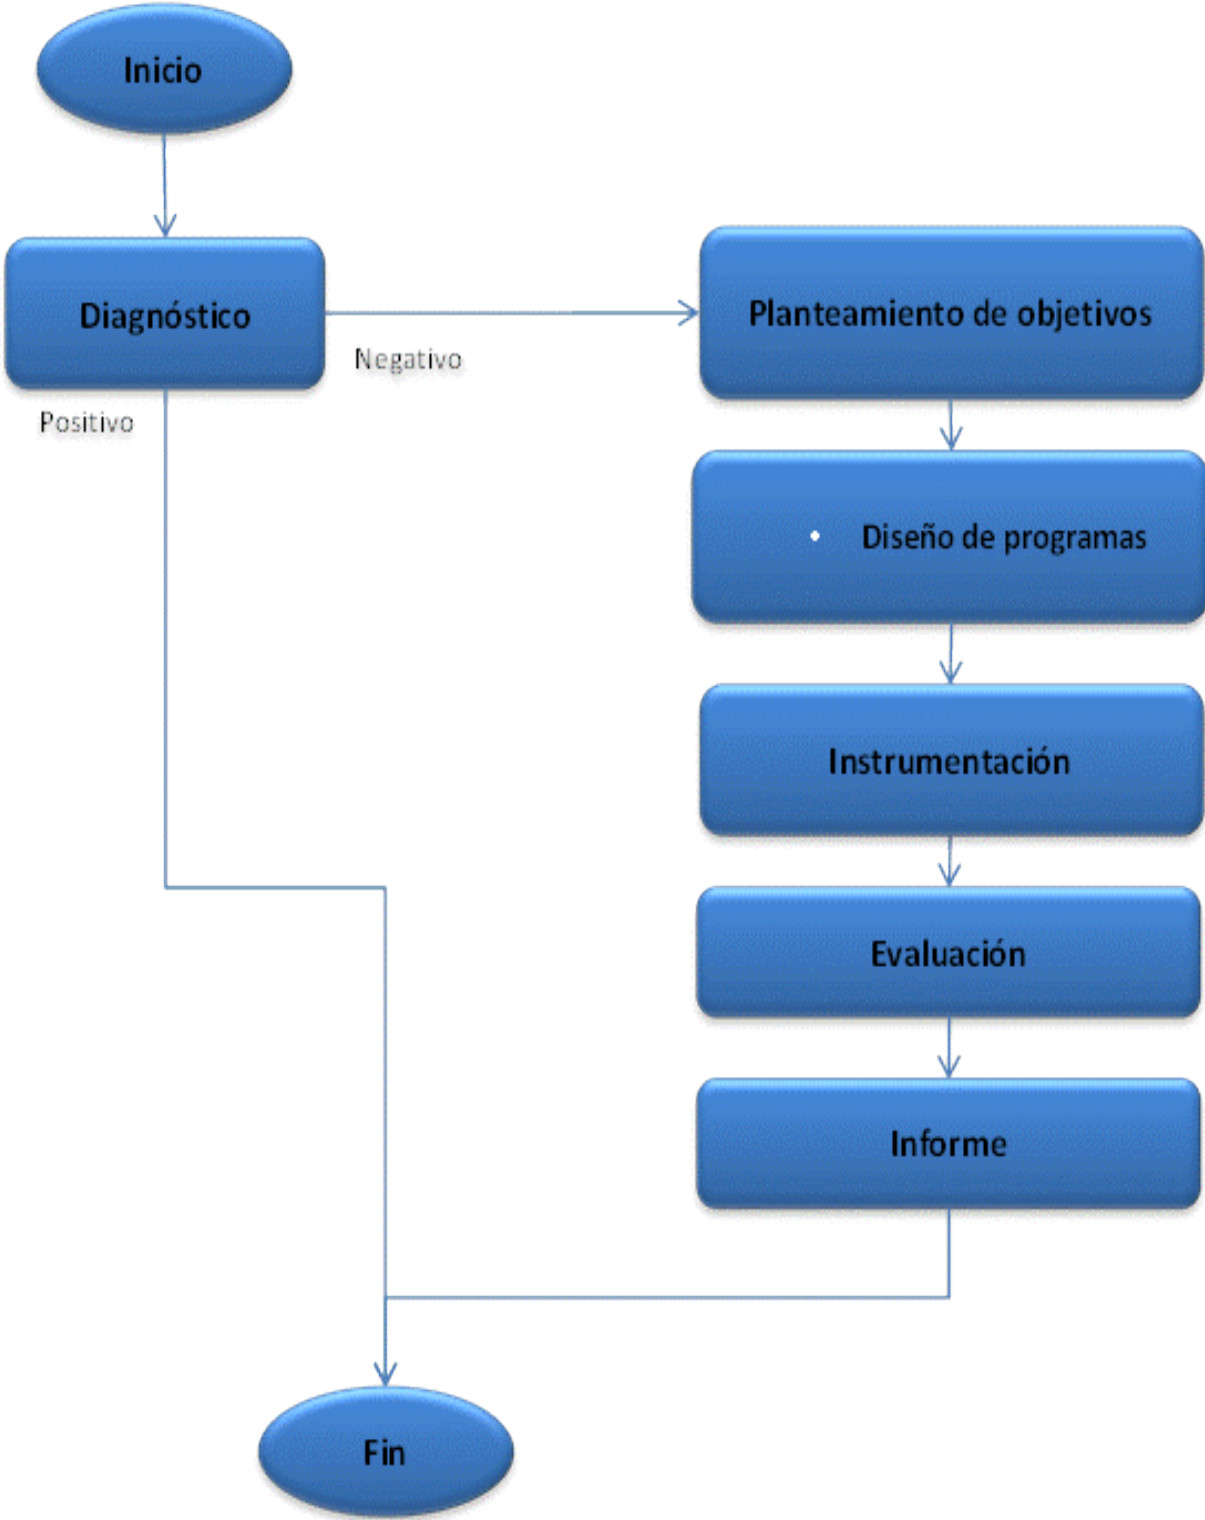 Inicio
Diagnóstico
Planteamiento de objetivos
Negativo
Positivo
• Diseño de programas
Instrumentación
Evaluación
Informe
Fin